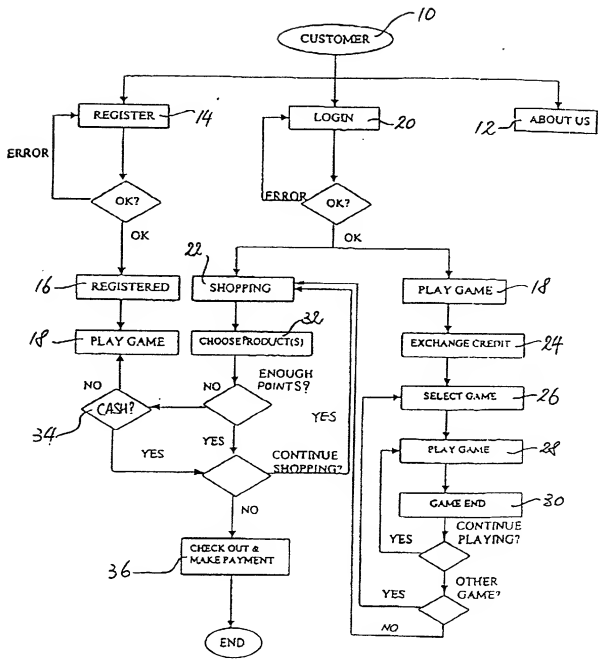 10
CUSTOMER
REGISTER
14
LOGIN
20
12
ABOUT US
ERROR
OK?
ERROR
OK?
OK
OK
22
16
REGISTERED
SHOPPING
PLAY GAME
18
32
18
PLAY GAME
CHOOSE PRODUCT(S)
EXCHANGE CREDIT
24
NO
ENOUGH
POINTS?
NO
SELECT GAME
26
CASH?
34
YES
YES
YES
CONTINUE
SHOPPING?
PLAY GAME
28
GAME END
30
NO
YES
CONTINUE
PLAYING?
36
CHECK OUT &
MAKE PAYMENT
YES
OTHER
GAME?
NO
END